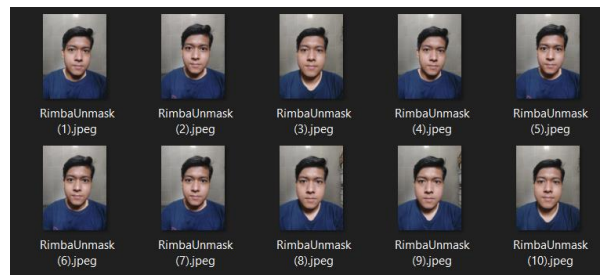 RimbaUnmask
(1).jpeg
RimbaUnmask
(2).jpeg
RimbaUnmask
(3).jpeg
RimbaUnmask
(4).jpeg
RimbaUnmask
(5).jpeg
RimbaUnmask
(6).jpeg
RimbaUnmask
(7).jpeg
RimbaUnmask
(8).jpeg
RimbaUnmask
(9).jpeg
RimbaUnmask
(10).jpeg